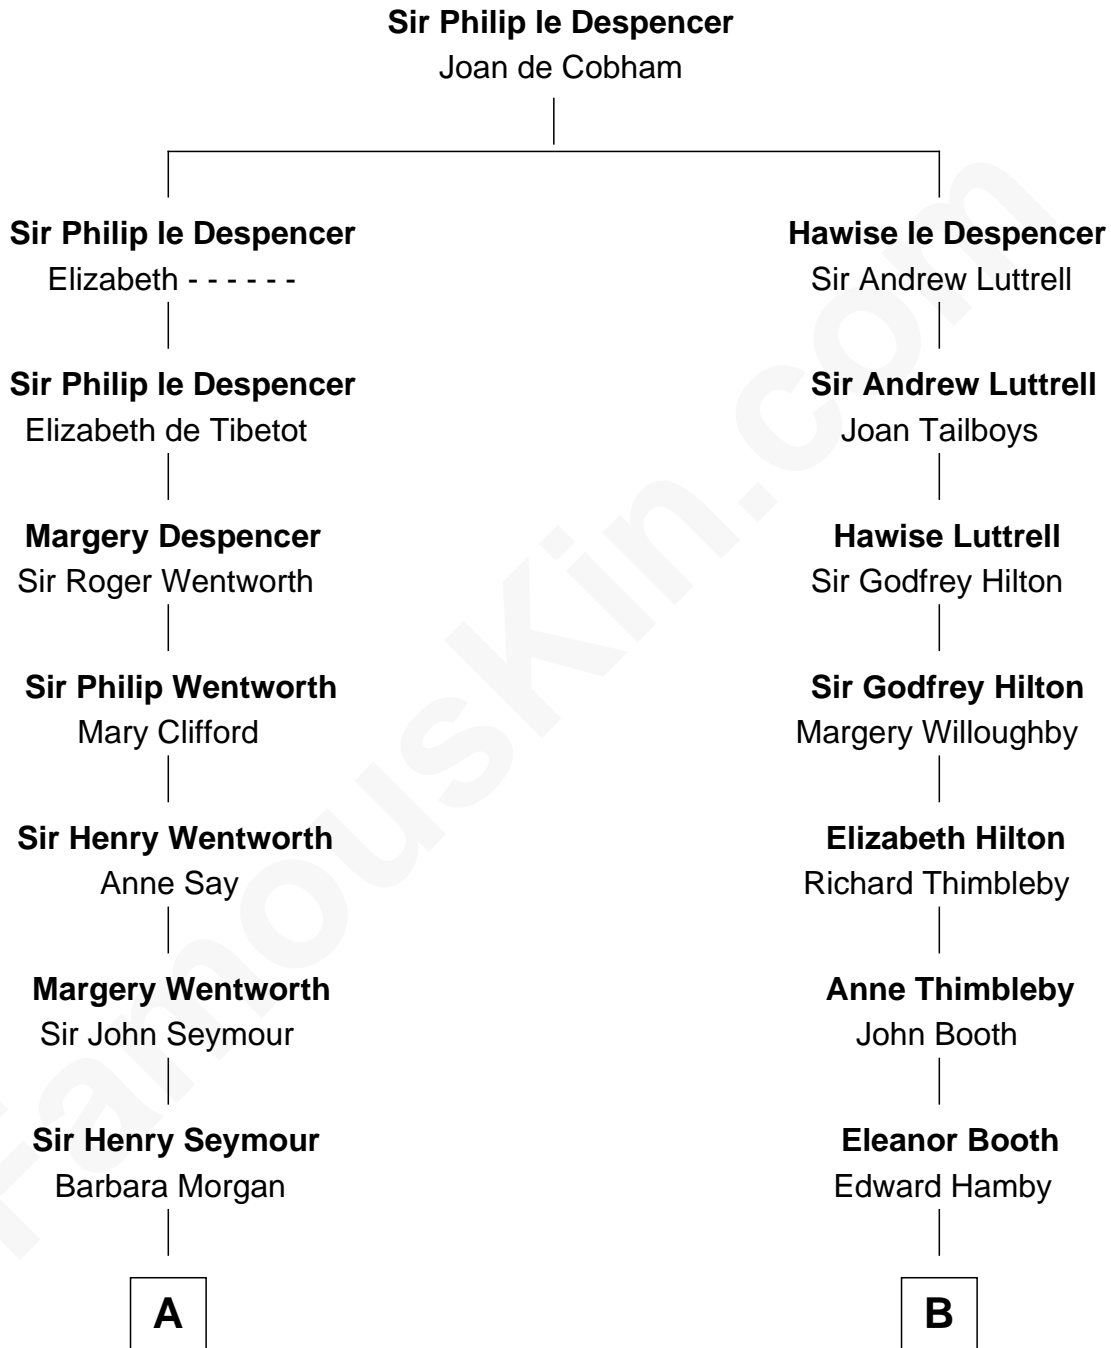 Sir Philip le Despencer
Joan de Cobham
Sir Philip le Despencer
Elizabeth - - - - - -
Hawise le Despencer
Sir Andrew Luttrell
Sir Philip le Despencer
Elizabeth de Tibetot
Sir Andrew Luttrell
Joan Tailboys
Margery Despencer
Sir Roger Wentworth
Hawise Luttrell
Sir Godfrey Hilton
Sir Philip Wentworth
Mary Clifford
Sir Godfrey Hilton
Margery Willoughby
Sir Henry Wentworth
Anne Say
Elizabeth Hilton
Richard Thimbleby
Margery Wentworth
Sir John Seymour
Anne Thimbleby
John Booth
Sir Henry Seymour
Barbara Morgan
Eleanor Booth
Edward Hamby
A
B
FamousKin.com